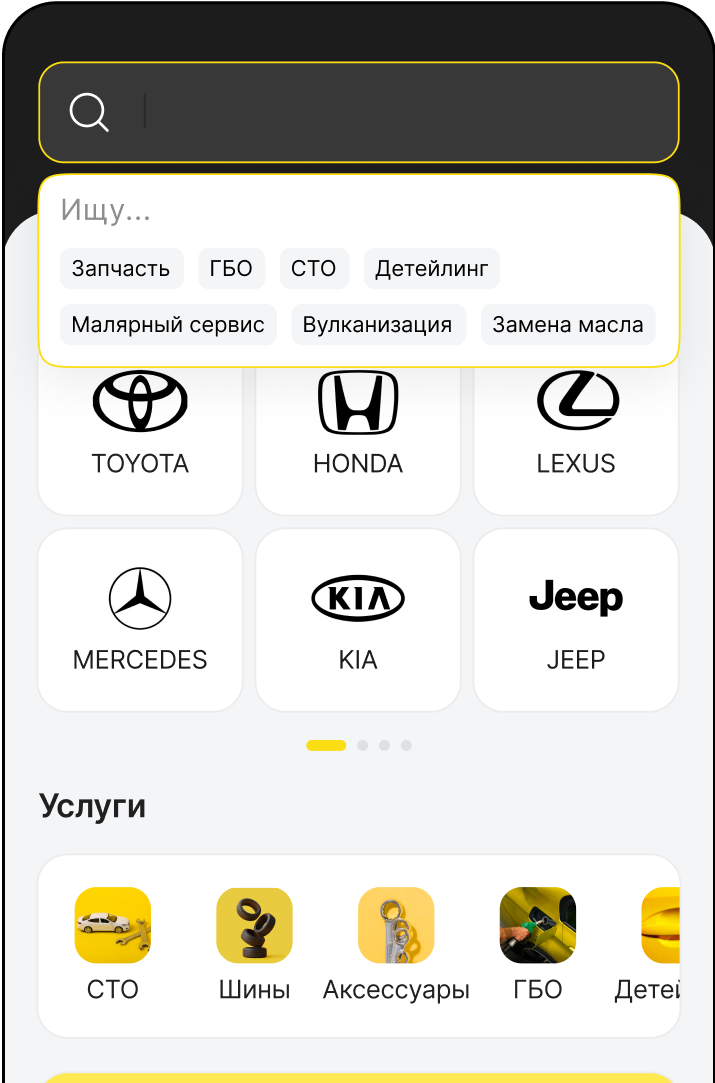 Ищу...
Запчасть ГБО СТО Детейлинг
Малярный сервис Вулканизация Замена масла
TOYOTA HONDA LEXUS
KIA Jeep
MERCEDES KIA JEEP
Услуги
СТО Шины Аксессуары ГБО Детей